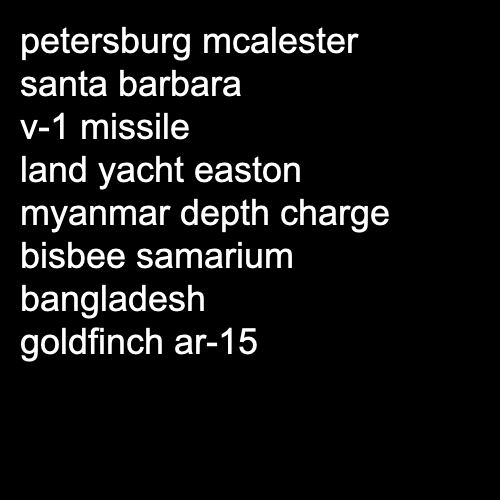 petersburg mcalester
santa barbara
v-1 missile
land yacht easton
myanmar depth charge
bisbee samarium
bangladesh
goldfinch ar-15